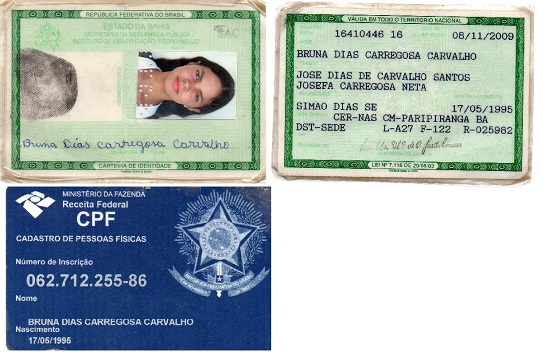 REPÚBLICA FEDERATIVA DO BRASIL
ESTADO DA BAHIA
SECRETARIA DA SEGURANÇA PÚBLICA
INSTITUTO DE IDENTIFICAÇÃO "PEDRO MELLO"
SAC
Bruna Dias Carregosa Carvalho
CARTEIRA DE IDENTIDADE
VÁLIDA EM TODO O TERRITÓRIO NACIONAL
16410446 16
08/11/2009
BRUNA DIAS CARREGOSA CARVALHO
JOSE DIAS DE CARVALHO SANTOS
JOSEFA CARREGOSA NETA
SIMAO DIAS SE 17/05/1995
CER-NAS CM-PARIPIRANGA BA
DST-SEDE L-A27 F-122 R-025982
LEI Nº 7.116 DE 29/08/83
MINISTÉRIO DA FAZENDA
Receita Federal
CPF
CADASTRO DE PESSOAS FÍSICAS
Número de Inscrição
062.712.255-86
Nome
BRUNA DIAS CARREGOSA CARVALHO
Nascimento
17/05/1995